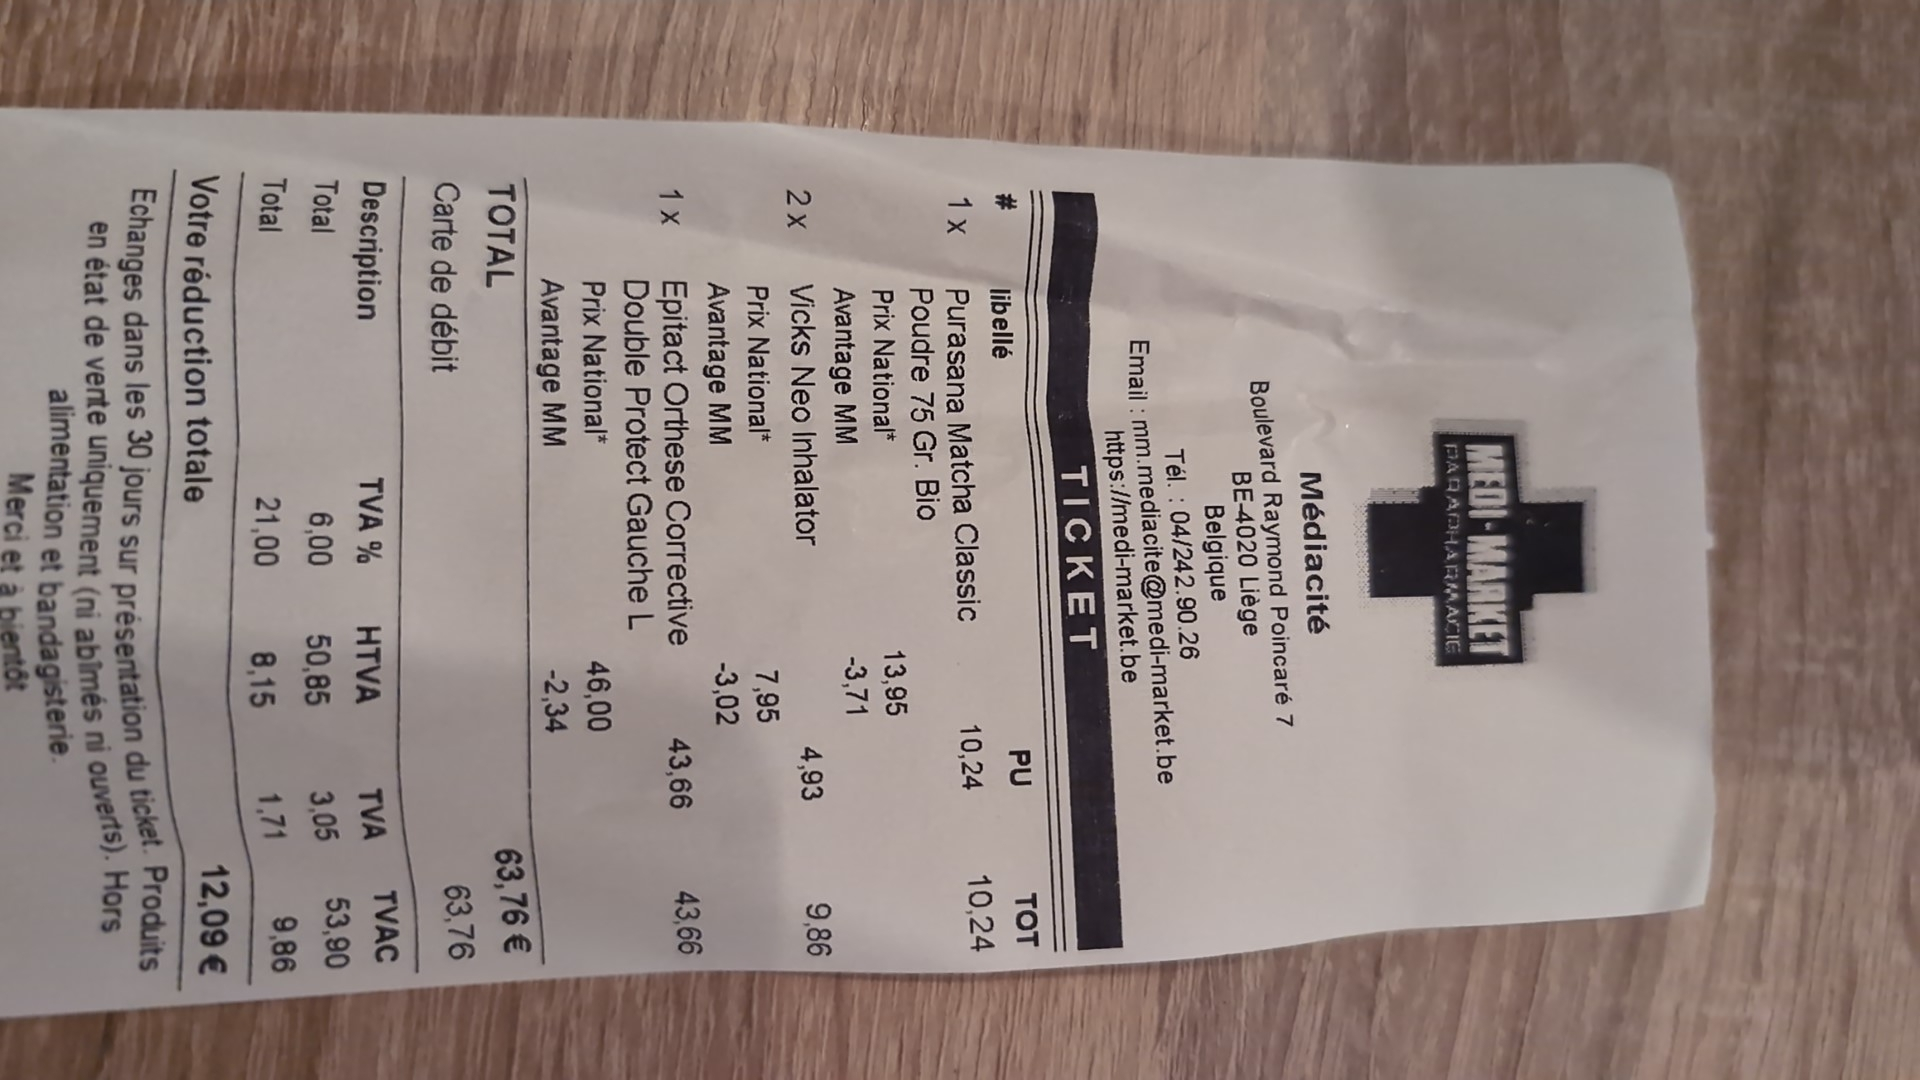 MEDI-MARKET
PARAPHARMACIE
Médiacité
Boulevard Raymond Poincaré 7
BE-4020 Liège
Belgique
Tél. : 04/242.90.26
Email : mm.mediacite@medi-market.be
https://medi-market.be
TICKET
# libellé PU TOT
1 x Purasana Matcha Classic 10,24 10,24
Poudre 75 Gr. Bio
Prix National* 13,95
Avantage MM -3,71
2 x Vicks Neo Inhalator 4,93 9,86
Prix National* 7,95
Avantage MM -3,02
1 x Epitact Orthese Corrective 43,66 43,66
Double Protect Gauche L
Prix National* 46,00
Avantage MM -2,34
TOTAL 63,76 €
Carte de débit 63,76
Description TVA % HTVA TVA TVAC
Total 6,00 50,85 3,05 53,90
Total 21,00 8,15 1,71 9,86
Votre réduction totale 12,09 €
Echanges dans les 30 jours sur présentation du ticket. Produits
en état de vente uniquement (ni abîmés ni ouverts). Hors
alimentation et bandagisterie.
Merci et à bientôt